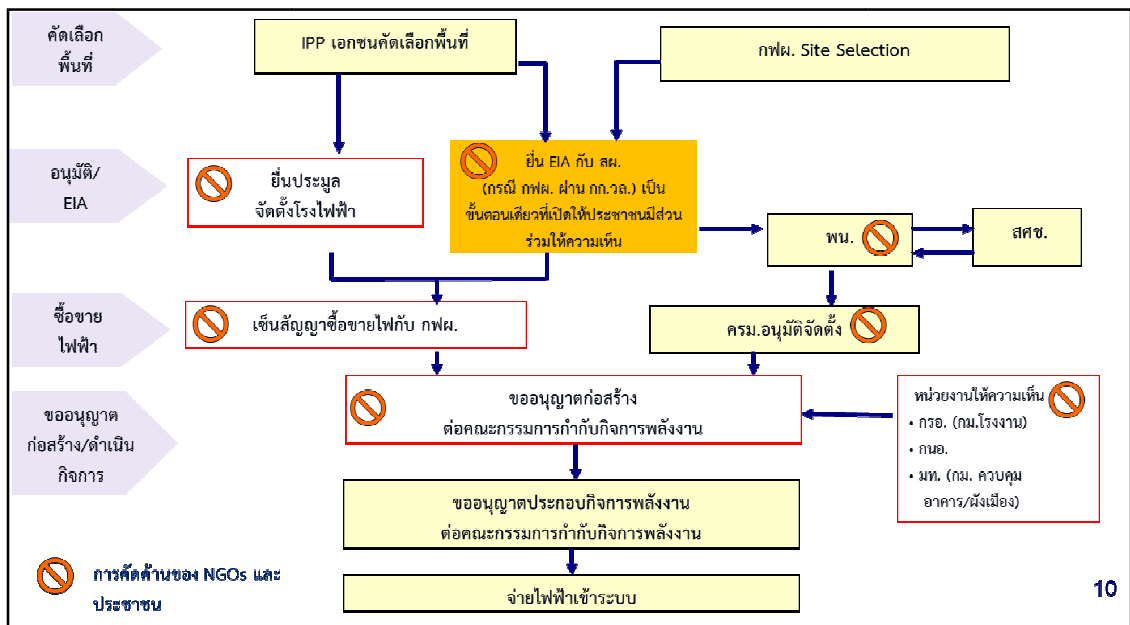 คัดเลือก
พื้นที่
IPP เอกชนคัดเลือกพื้นที่
กฟผ. Site Selection
อนุมัติ/
EIA
ยื่นประมูล
จัดตั้งโรงไฟฟ้า
ยื่น EIA กับ สผ.
(กรณี กฟผ. ผ่าน กก.วล.) เป็น
ขั้นตอนเดียวที่เปิดให้ประชาชนมีส่วน
ร่วมให้ความเห็น
พน.
สศช.
ซื้อขาย
ไฟฟ้า
เซ็นสัญญาซื้อขายไฟกับ กฟผ.
ครม.อนุมัติจัดตั้ง
ขออนุญาต
ก่อสร้าง/ดำเนิน
กิจการ
ขออนุญาตก่อสร้าง
ต่อคณะกรรมการกำกับกิจการพลังงาน
หน่วยงานให้ความเห็น
• กรอ. (กม.โรงงาน)
• กนอ.
• มท. (กม. ควบคุม
อาคาร/ผังเมือง)
ขออนุญาตประกอบกิจการพลังงาน
ต่อคณะกรรมการกำกับกิจการพลังงาน
จ่ายไฟฟ้าเข้าระบบ
การคัดค้านของ NGOs และ
ประชาชน
10